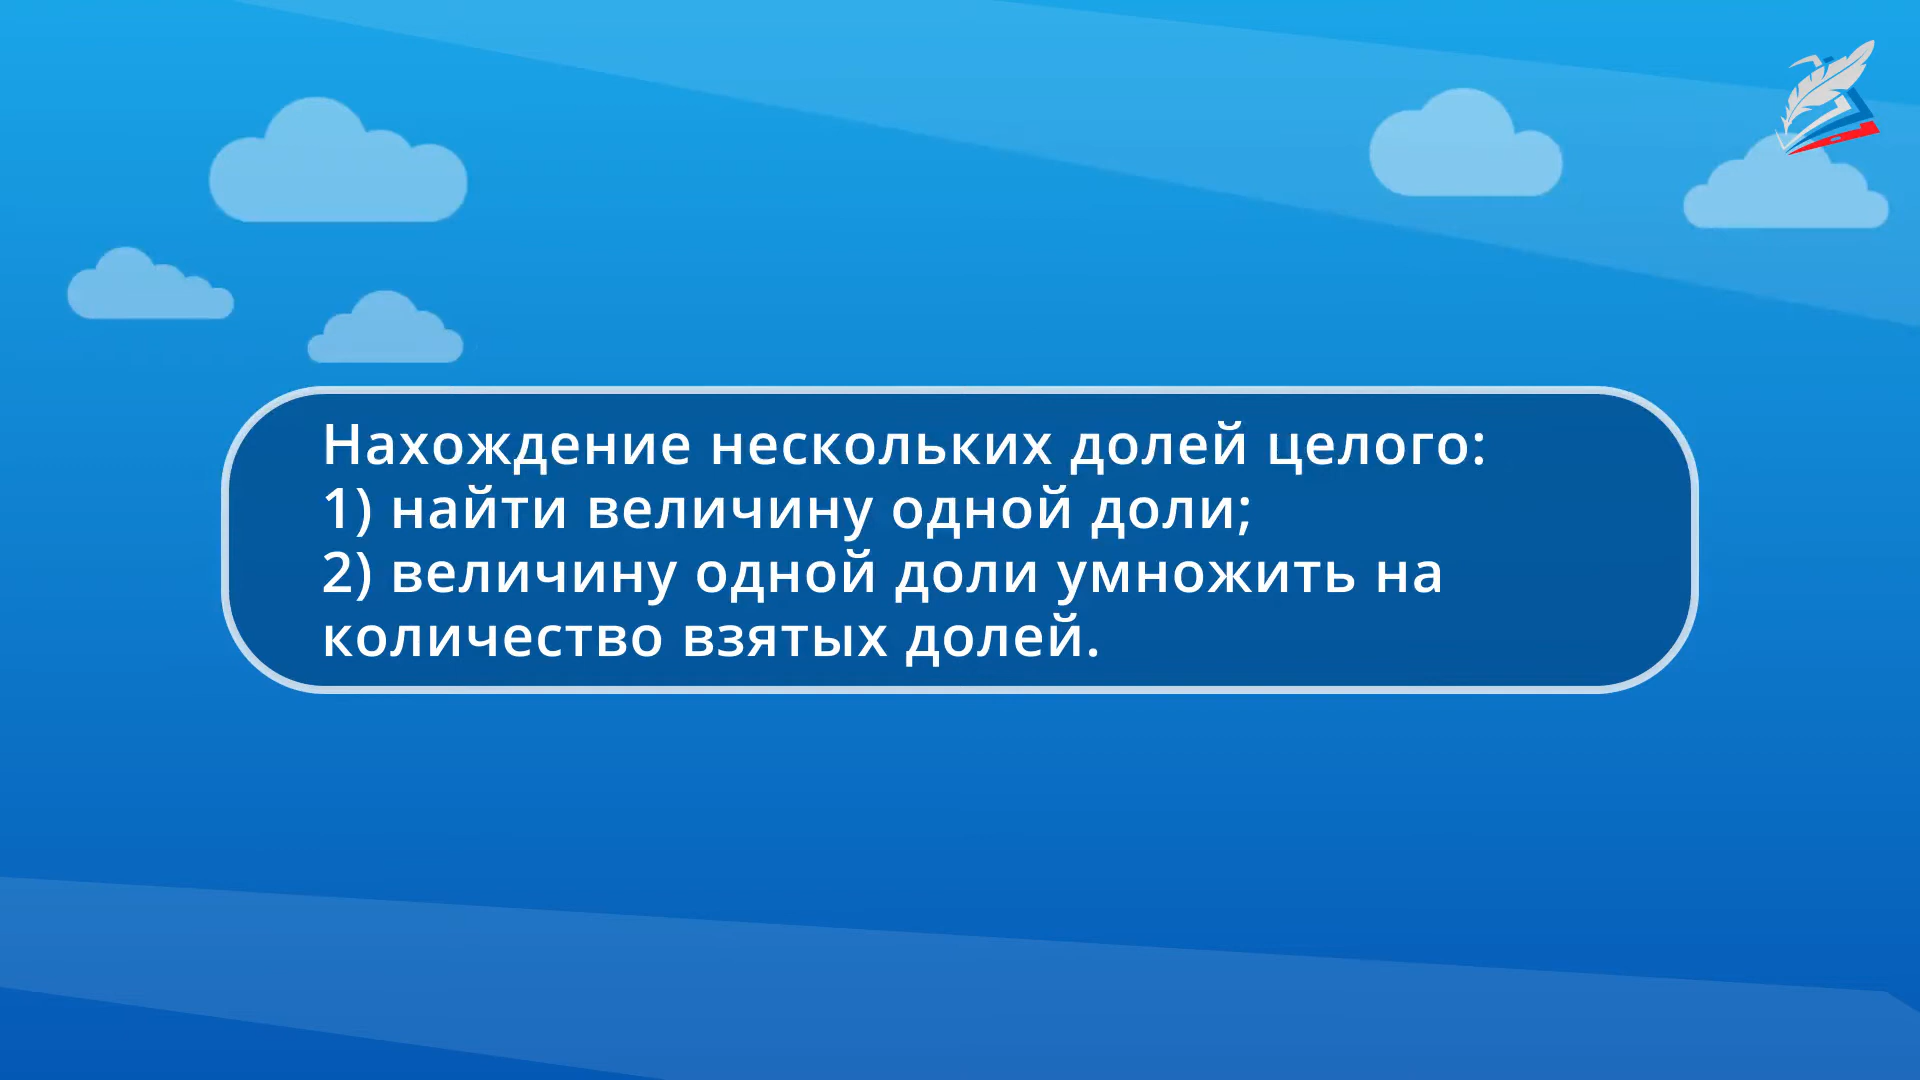 Нахождение нескольких долей целого:
1) найти величину одной доли;
2) величину одной доли умножить на
количество взятых долей.